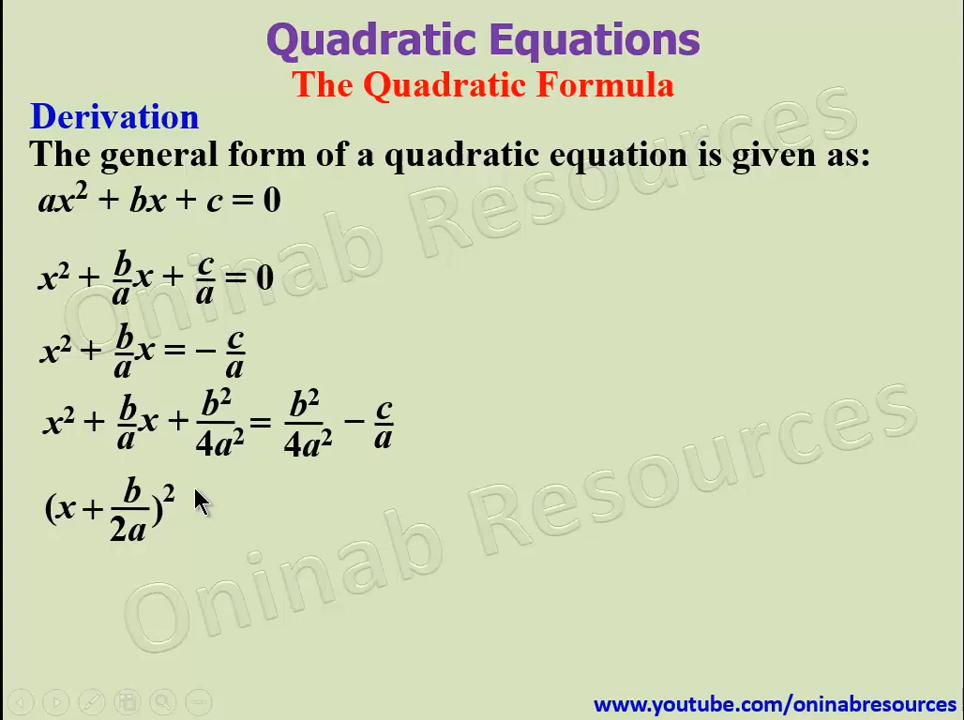 Quadratic Equations
The Quadratic Formula
Derivation
The general form of a quadratic equation is given as:
ax² + bx + c = 0
x² + b/a x + c/a = 0
x² + b/a x = – c/a
x² + b/a x + b²/4a² = b²/4a² – c/a
(x + b/2a)²
Oninab Resources
Oninab Resources
www.youtube.com/oninabresources